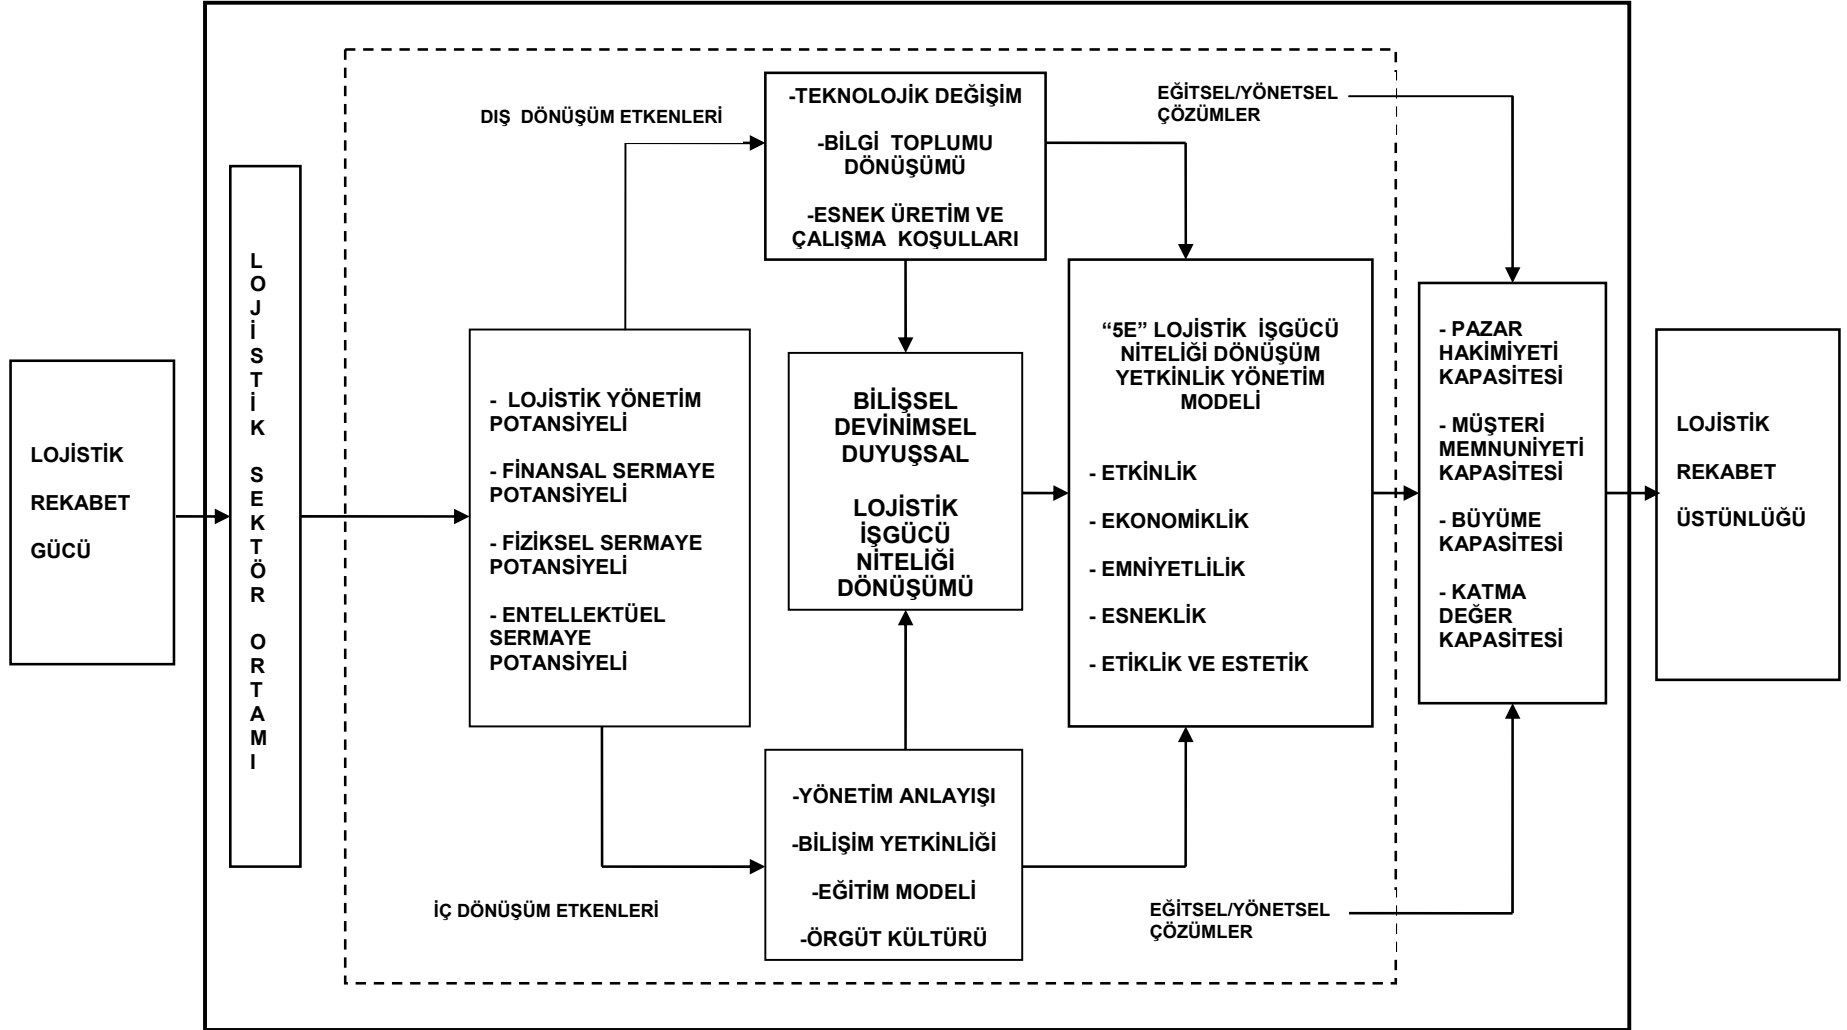 LOJİSTİK
REKABET
GÜCÜ
LOJİSTİK SEKTÖR ORTAMI
DIŞ DÖNÜŞÜM ETKENLERİ
- LOJİSTİK YÖNETİM
POTANSİYELİ
- FİNANSAL SERMAYE
POTANSİYELİ
- FİZİKSEL SERMAYE
POTANSİYELİ
- ENTELLEKTÜEL
SERMAYE
POTANSİYELİ
İÇ DÖNÜŞÜM ETKENLERİ
-TEKNOLOJİK DEĞİŞİM
-BİLGİ TOPLUMU
DÖNÜŞÜMÜ
-ESNEK ÜRETİM VE
ÇALIŞMA KOŞULLARI
BİLİŞSEL
DEVİNİMSEL
DUYUŞSAL
LOJİSTİK
İŞGÜCÜ
NİTELİĞİ
DÖNÜŞÜMÜ
-YÖNETİM ANLAYIŞI
-BİLİŞİM YETKİNLİĞİ
-EĞİTİM MODELİ
-ÖRGÜT KÜLTÜRÜ
EĞİTSEL/YÖNETSEL
ÇÖZÜMLER
“5E” LOJİSTİK İŞGÜCÜ
NİTELİĞİ DÖNÜŞÜM
YETKİNLİK YÖNETİM
MODELİ
- ETKİNLİK
- EKONOMİKLİK
- EMNİYETLİLİK
- ESNEKLİK
- ETİKLİK VE ESTETİK
EĞİTSEL/YÖNETSEL
ÇÖZÜMLER
- PAZAR
HAKİMİYETİ
KAPASİTESİ
- MÜŞTERİ
MEMNUNİYETİ
KAPASİTESİ
- BÜYÜME
KAPASİTESİ
- KATMA
DEĞER
KAPASİTESİ
LOJİSTİK
REKABET
ÜSTÜNLÜĞÜ